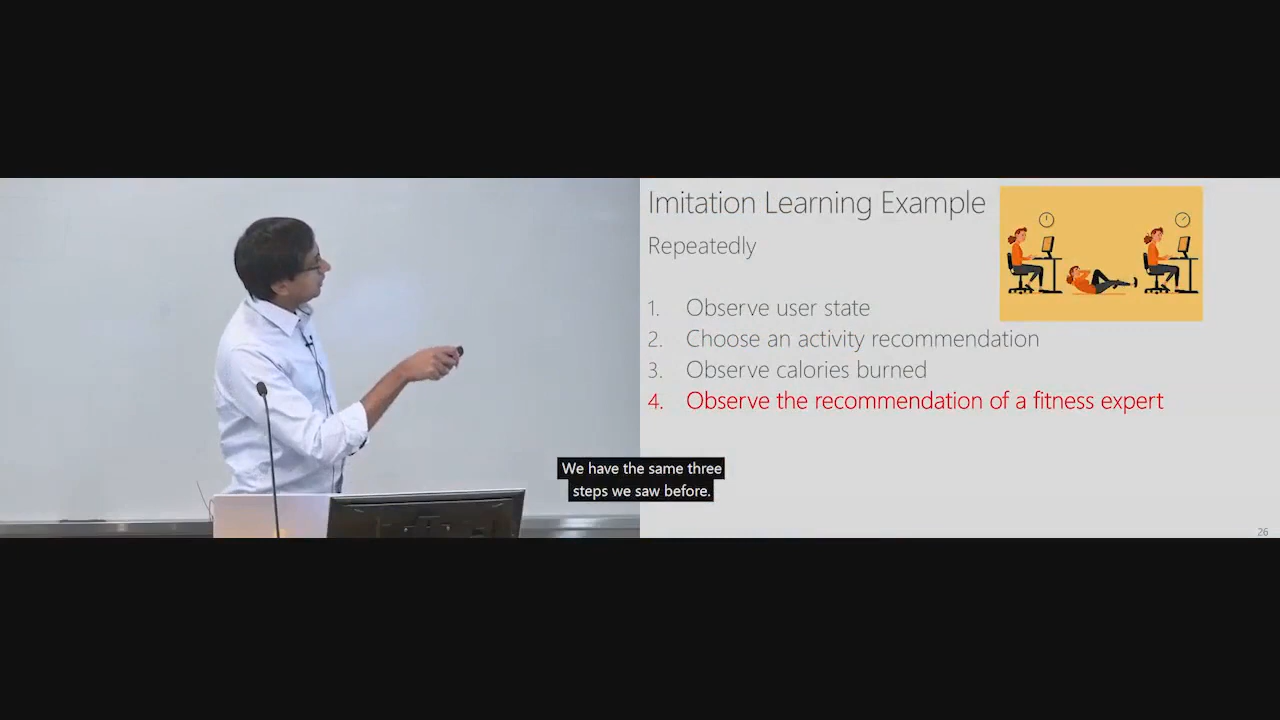 Imitation Learning Example
Repeatedly
1. Observe user state
2. Choose an activity recommendation
3. Observe calories burned
4. Observe the recommendation of a fitness expert
We have the same three
steps we saw before.
26